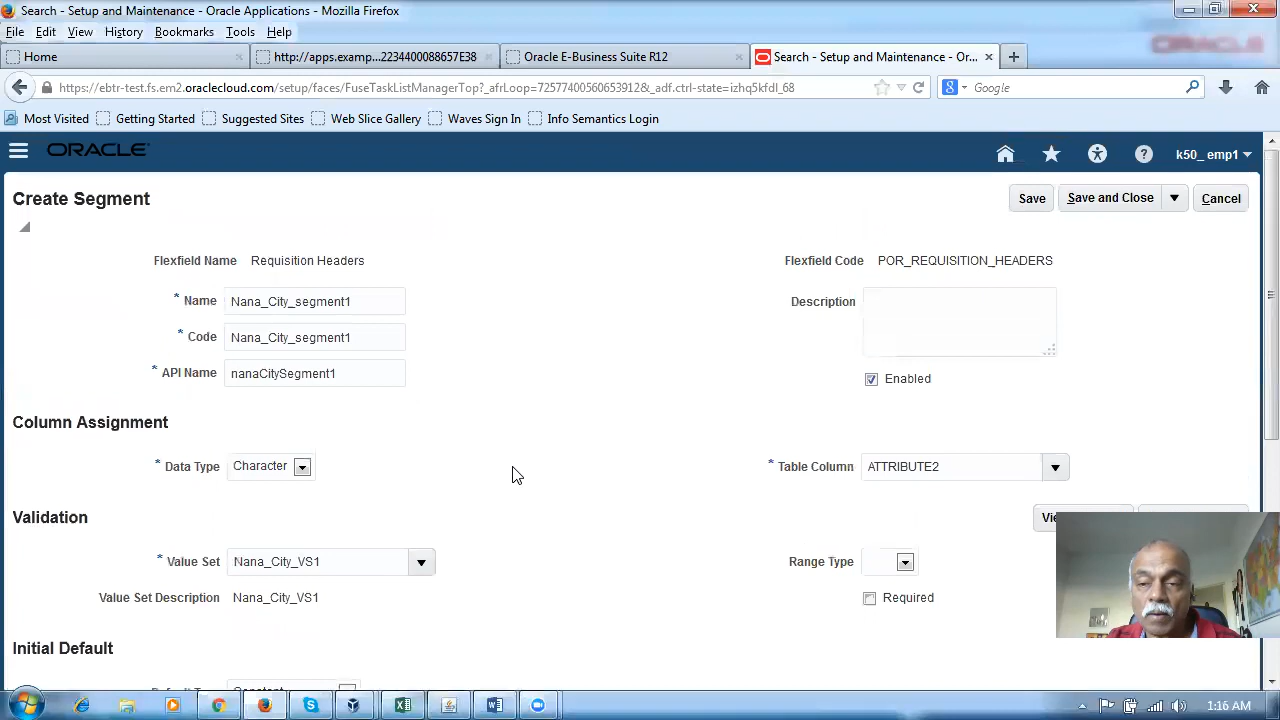 Search - Setup and Maintenance - Oracle Applications - Mozilla Firefox
File Edit View History Bookmarks Tools Help
Home http://apps.examp...2234400088657E38 Oracle E-Business Suite R12 Search - Setup and Maintenance - Or...
https://ebtr-test.fs.em2.oraclecloud.com/setup/faces/FuseTaskListManagerTop?_afrLoop=72577400560653912&_adf.ctrl-state=izhq5kfdl_68 Google
Most Visited Getting Started Suggested Sites Web Slice Gallery Waves Sign In Info Semantics Location
ORACLE k50_ emp1
Create Segment Save Save and Close Cancel
Flexfield Name Requisition Headers Flexfield Code POR_REQUISITION_HEADERS
* Name Nana_City_segment1 Description
* Code Nana_City_segment1
* API Name nanaCitySegment1 Enabled
Column Assignment
* Data Type Character * Table Column ATTRIBUTE2
Validation
* Value Set Nana_City_VS1 Range Type
Value Set Description Nana_City_VS1 Required
Initial Default
1:16 AM